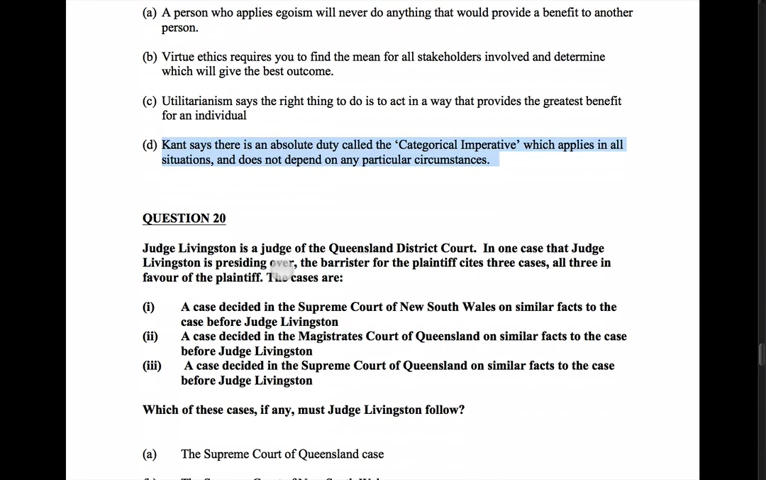 (a) A person who applies egoism will never do anything that would provide a benefit to another
person.
(b) Virtue ethics requires you to find the mean for all stakeholders involved and determine
which will give the best outcome.
(c) Utilitarianism says the right thing to do is to act in a way that provides the greatest benefit
for an individual
(d) Kant says there is an absolute duty called the ‘Categorical Imperative’ which applies in all
situations, and does not depend on any particular circumstances.
QUESTION 20
Judge Livingston is a judge of the Queensland District Court. In one case that Judge
Livingston is presiding over, the barrister for the plaintiff cites three cases, all three in
favour of the plaintiff. The cases are:
(i) A case decided in the Supreme Court of New South Wales on similar facts to the
case before Judge Livingston
(ii) A case decided in the Magistrates Court of Queensland on similar facts to the case
before Judge Livingston
(iii) A case decided in the Supreme Court of Queensland on similar facts to the case
before Judge Livingston
Which of these cases, if any, must Judge Livingston follow?
(a) The Supreme Court of Queensland case